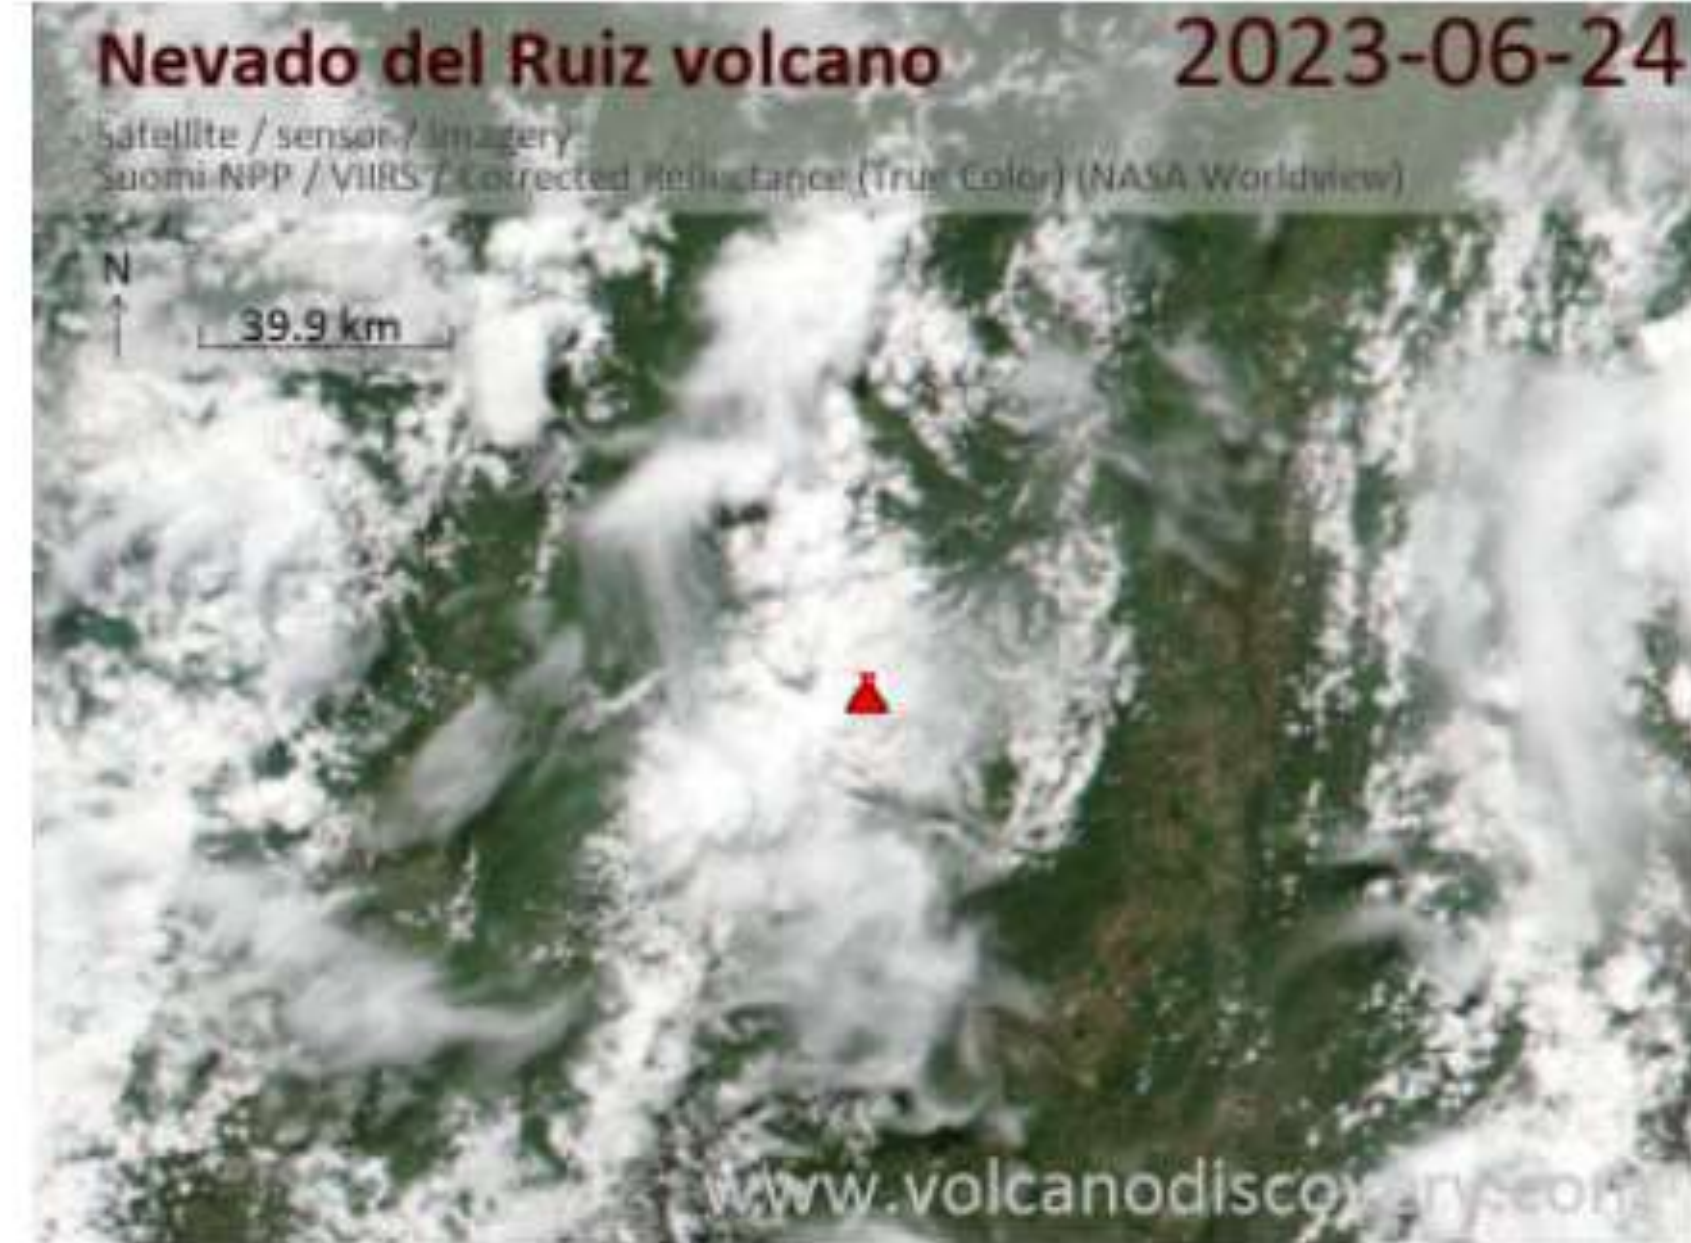 Nevado del Ruiz volcano
2023-06-24
Satellite / sensor / imagery
Suomi NPP / VIIRS / Corrected Reflectance (True Color) (NASA Worldview)
N
39.9 km
www.volcanodiscovery.com